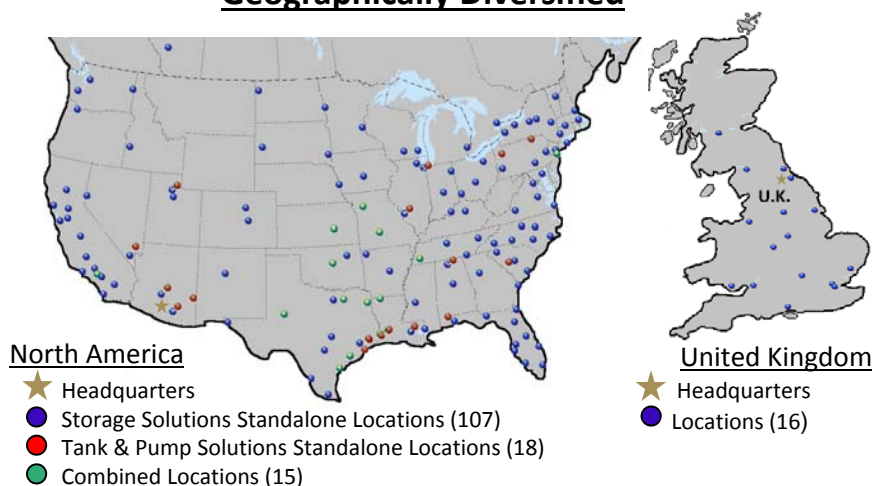 Geographically Diversified
U.K.
North America
Headquarters
Storage Solutions Standalone Locations (107)
Tank & Pump Solutions Standalone Locations (18)
Combined Locations (15)
United Kingdom
Headquarters
Locations (16)